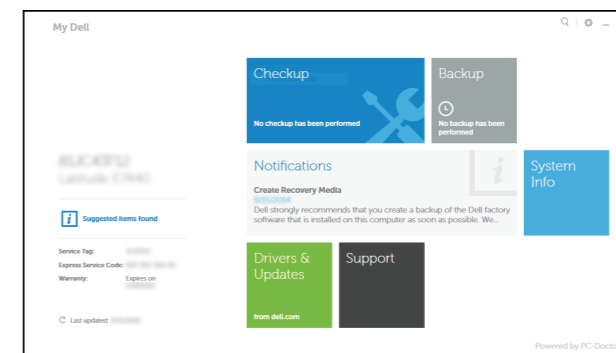 My Dell
Checkup
No checkup has been performed
Backup
No backup has been
performed
Suggested items found
Service Tag:
Express Service Code:
Warranty: Expires on
Last updated:
Notifications
Create Recovery Media
Dell strongly recommends that you create a backup of the Dell factory
software that is installed on this computer as soon as possible. We...
System
Info
Drivers &
Updates
from dell.com
Support
Powered by PC-Docto